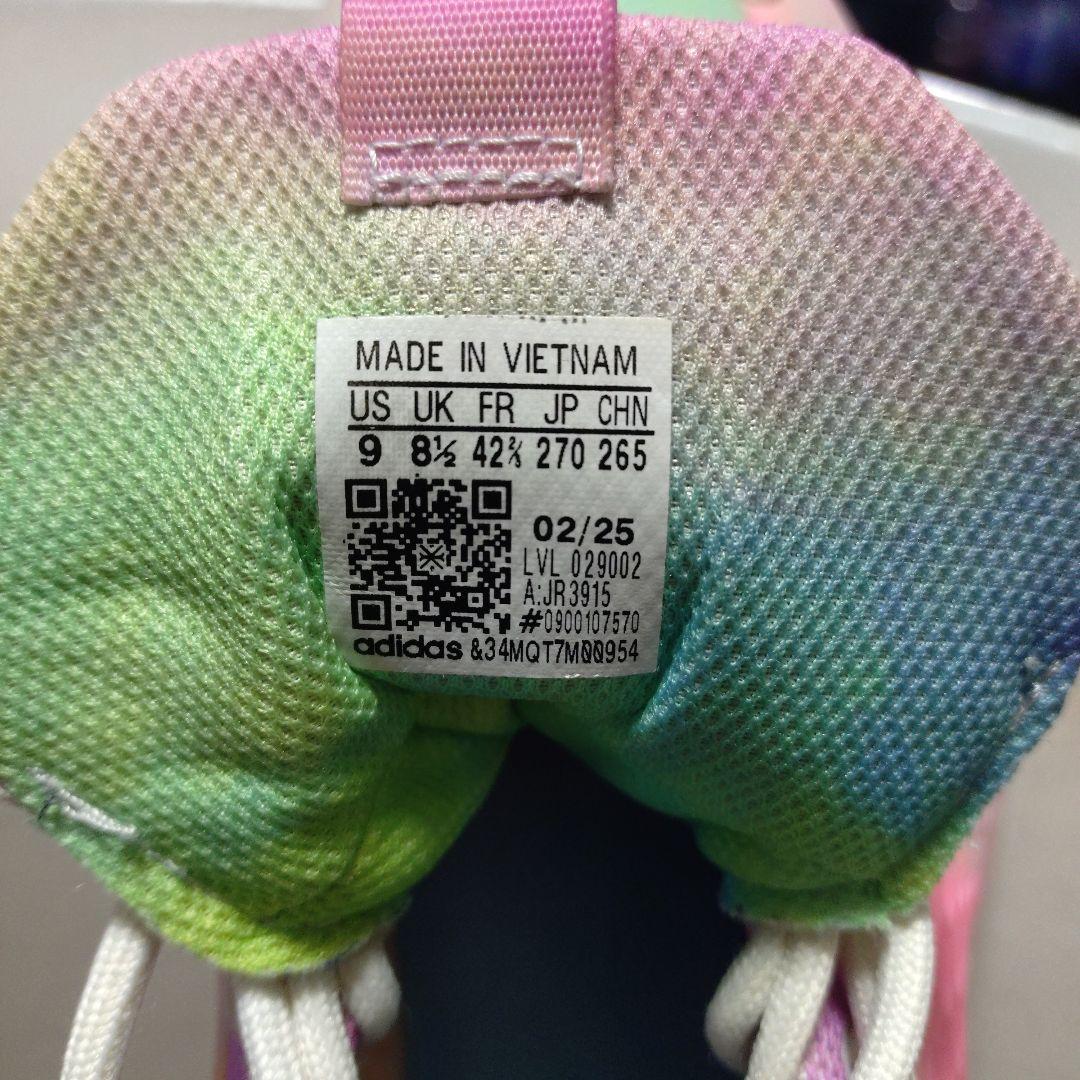 MADE IN VIETNAM
US UK FR JP CHN
9 8½ 42⅔ 270 265
02/25
LVL 029002
A:JR3915
#0900107570
adidas &34MQT7M00954